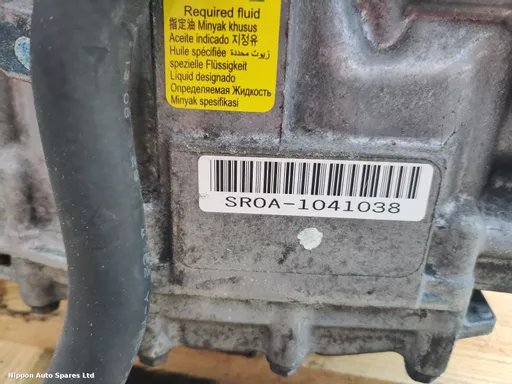 Required fluid
指定油 Minyak khusus
Aceite indicado 지정유
Huile spécifiée زيوت محددة
spezielle Flüssigkeit
Liquid designado
Определяемая Жидкость
Minyak spesifikasi
SROA-1041038
Nippon Auto Spares Ltd